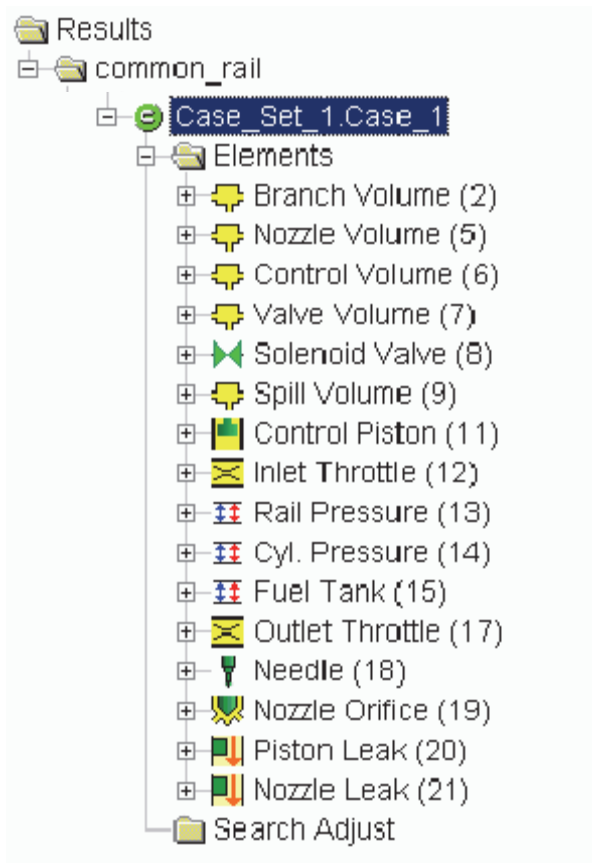 Results
common_rail
Case_Set_1.Case_1
Elements
Branch Volume (2)
Nozzle Volume (5)
Control Volume (6)
Valve Volume (7)
Solenoid Valve (8)
Spill Volume (9)
Control Piston (11)
Inlet Throttle (12)
Rail Pressure (13)
Cyl. Pressure (14)
Fuel Tank (15)
Outlet Throttle (17)
Needle (18)
Nozzle Orifice (19)
Piston Leak (20)
Nozzle Leak (21)
Search Adjust